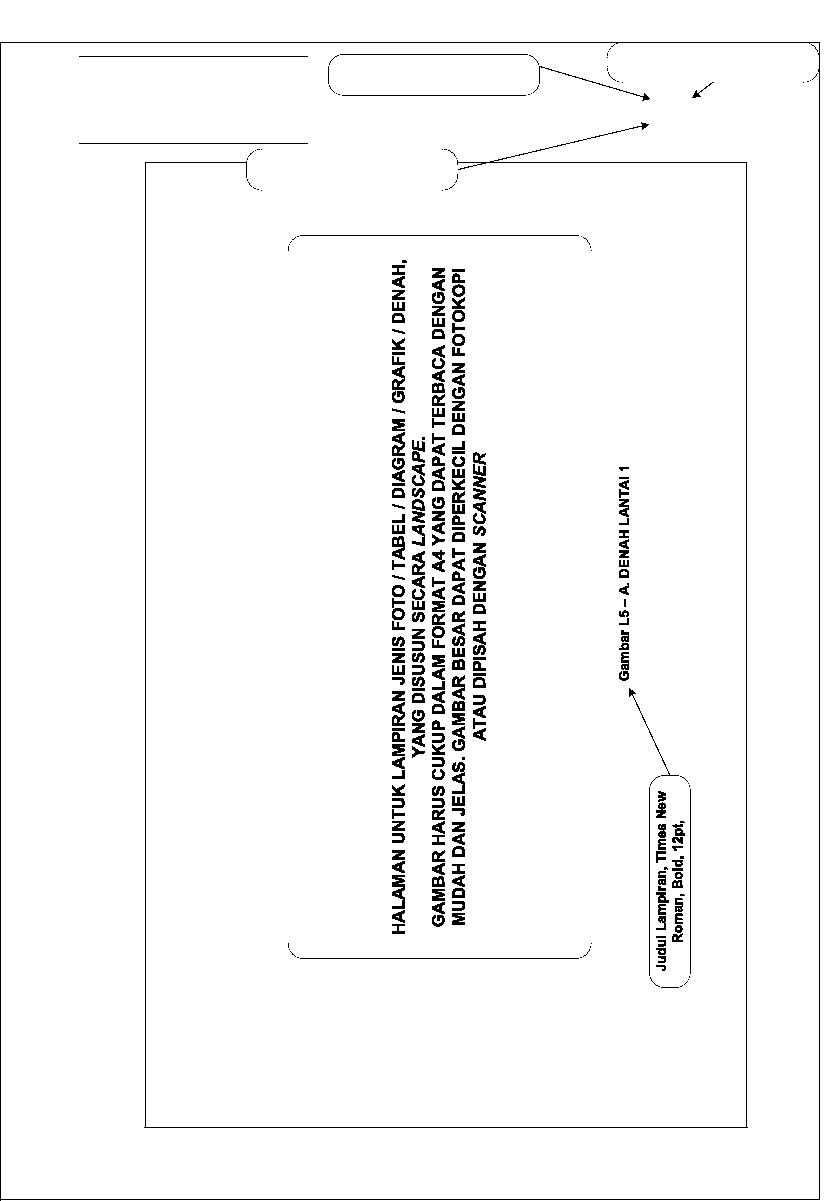 HALAMAN UNTUK LAMPIRAN JENIS FOTO / TABEL / DIAGRAM / GRAFIK / DENAH,
YANG DISUSUN SECARA LANDSCAPE.
GAMBAR HARUS CUKUP DALAM FORMAT A4 YANG DAPAT TERBACA DENGAN
MUDAH DAN JELAS. GAMBAR BESAR DAPAT DIPERKECIL DENGAN FOTOKOPI
ATAU DIPISAH DENGAN SCANNER
Gambar L5 – A. DENAH LANTAI 1
Judul Lampiran, Times New
Roman, Bold, 12pt,